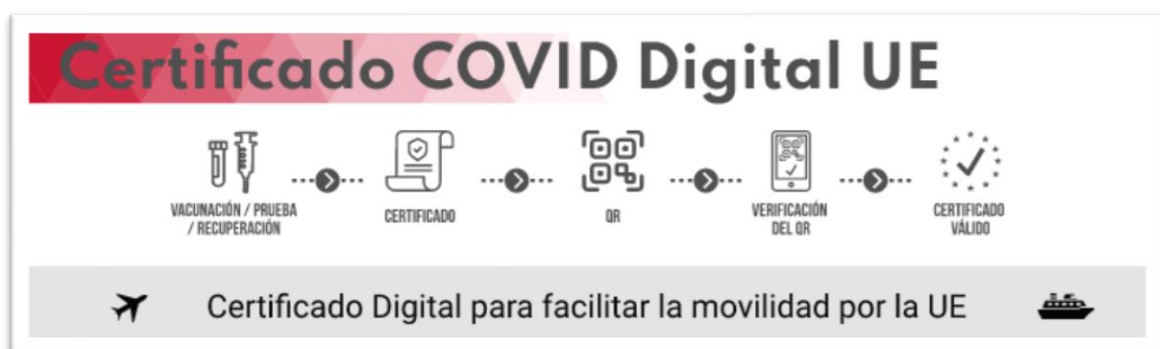 Certificado COVID Digital UE
VACUNACIÓN / PRUEBA
/ RECUPERACIÓN
CERTIFICADO
QR
VERIFICACIÓN
DEL QR
CERTIFICADO
VÁLIDO
Certificado Digital para facilitar la movilidad por la UE